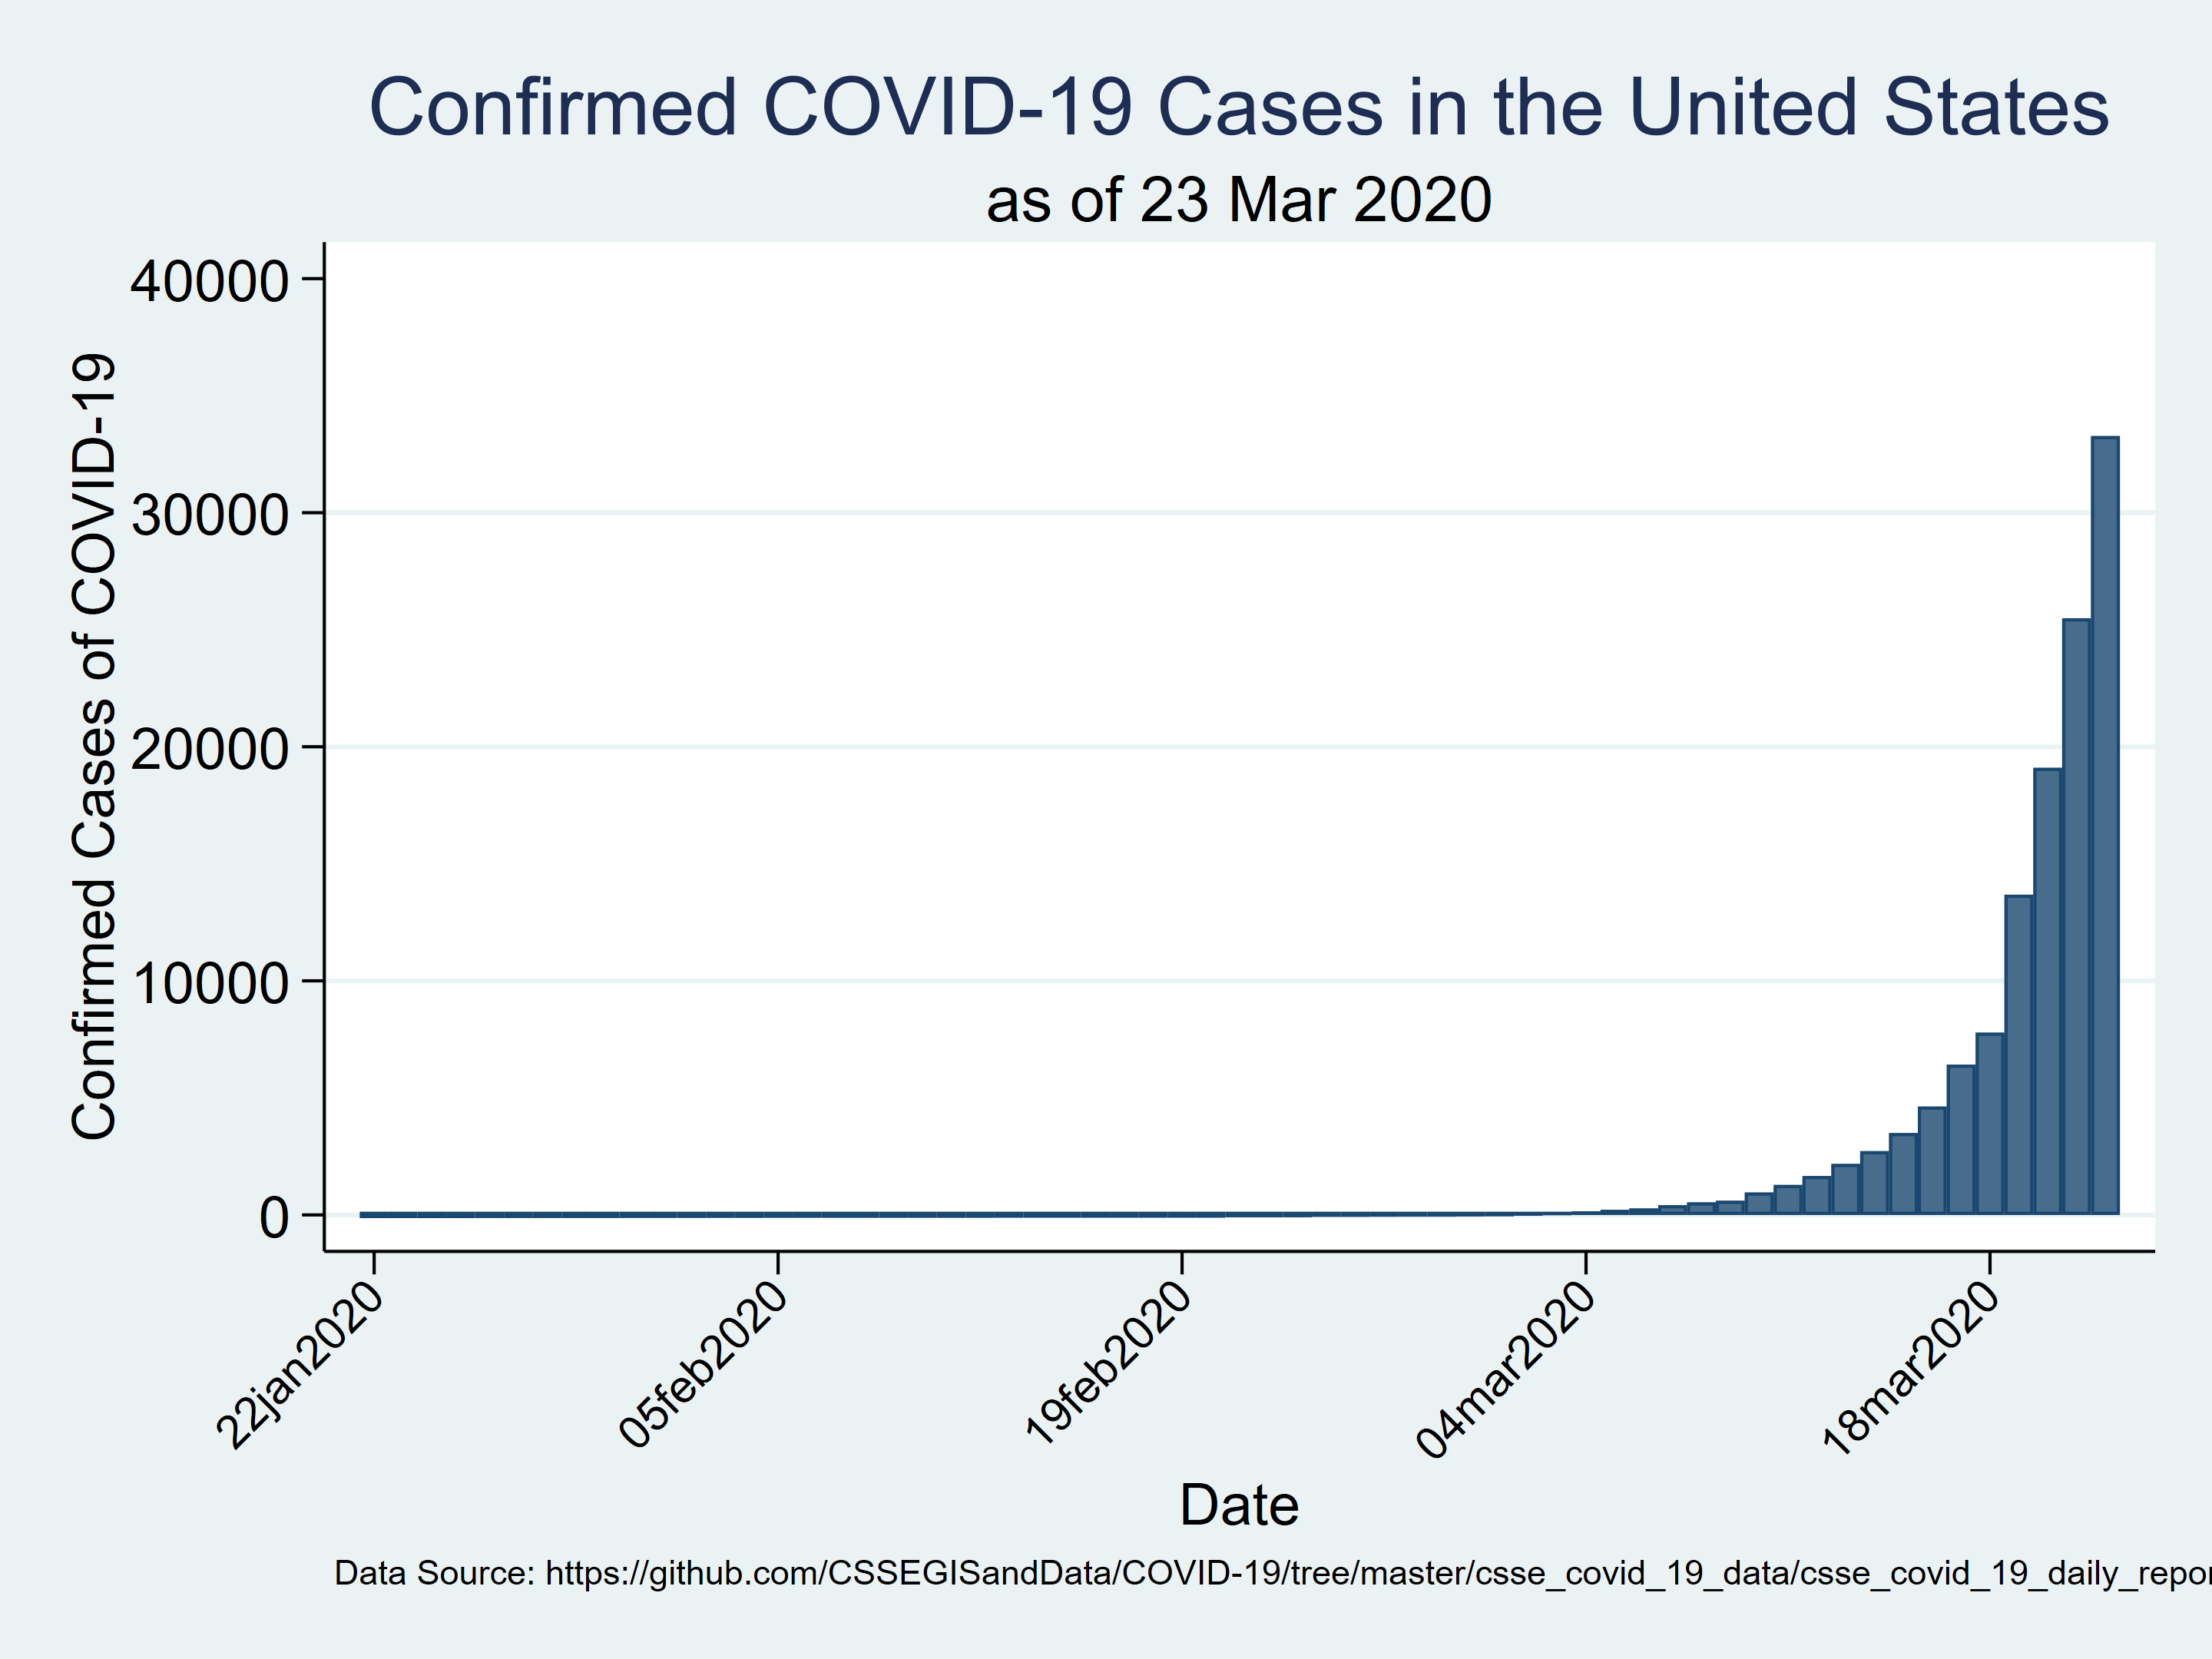 Confirmed COVID-19 Cases in the United States
as of 23 Mar 2020
Confirmed Cases of COVID-19
40000
30000
20000
10000
0
22jan2020
05feb2020
19feb2020
04mar2020
18mar2020
Date
Data Source: https://github.com/CSSEGISandData/COVID-19/tree/master/csse_covid_19_data/csse_covid_19_daily_repor